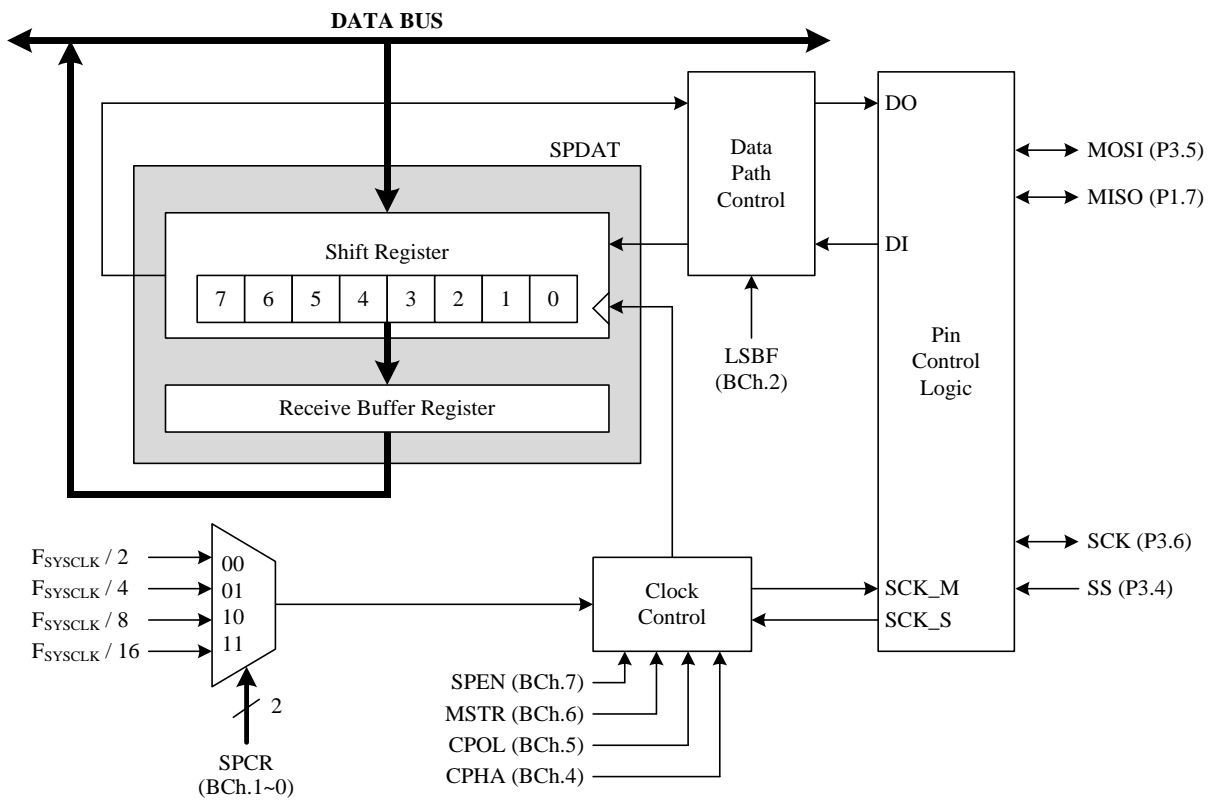 DATA BUS
DO
MOSI (P3.5)
SPDAT
Data
Path
Control
MISO (P1.7)
Shift Register
DI
7 6 5 4 3 2 1 0
LSBF
(BCh.2)
Pin
Control
Logic
Receive Buffer Register
FSYSCLK / 2
FSYSCLK / 4
FSYSCLK / 8
FSYSCLK / 16
00
01
10
11
2
SPCR
(BCh.1~0)
Clock
Control
SCK_M
SCK_S
SCK (P3.6)
SS (P3.4)
SPEN (BCh.7)
MSTR (BCh.6)
CPOL (BCh.5)
CPHA (BCh.4)